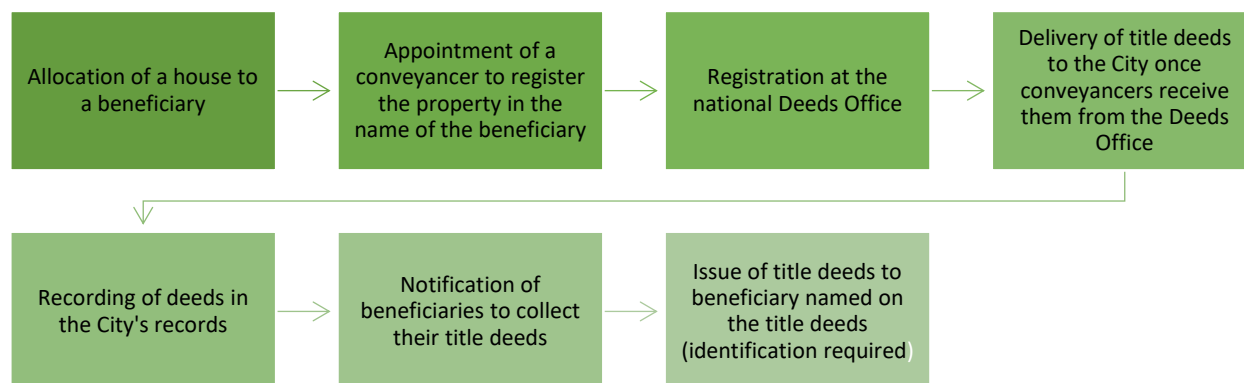 Allocation of a house to
a beneficiary
Appointment of a
conveyancer to register
the property in the
name of the beneficiary
Registration at the
national Deeds Office
Delivery of title deeds
to the City once
conveyancers receive
them from the Deeds
Office
Recording of deeds in
the City's records
Notification of
beneficiaries to collect
their title deeds
Issue of title deeds to
beneficiary named on
the title deeds
(identification required)